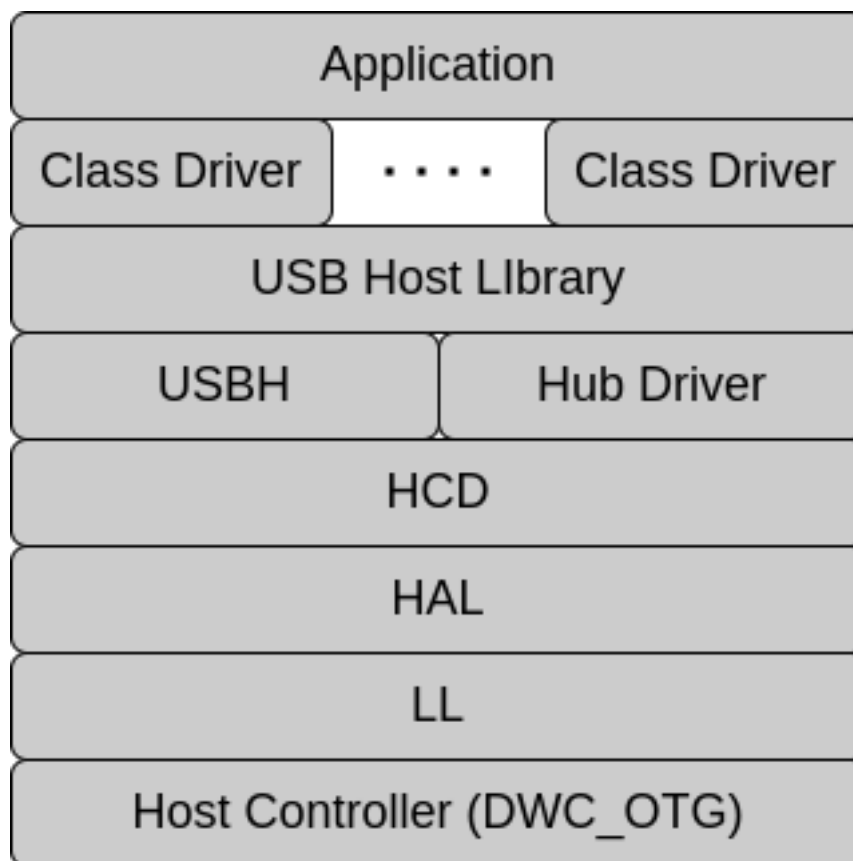 Application
Class Driver .... Class Driver
USB Host LIbrary
USBH Hub Driver
HCD
HAL
LL
Host Controller (DWC_OTG)